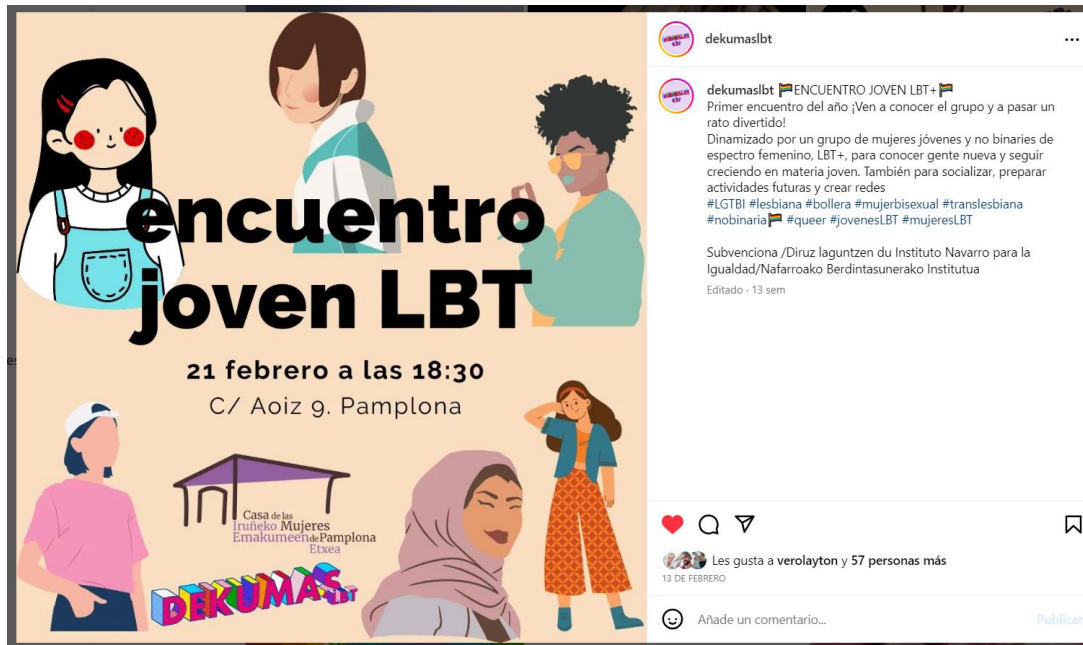 encuentro
joven LBT
21 febrero a las 18:30
C/ Aoiz 9. Pamplona
Casa de las
Iruñeko Mujeres
Emakumeen de Pamplona
Etxea
DEKUMAS LBT
dekumaslbt
dekumaslbt 🏳️‍🌈ENCUENTRO JOVEN LBT+🏳️‍🌈
Primer encuentro del año ¡Ven a conocer el grupo y a pasar un
rato divertido!
Dinamizado por un grupo de mujeres jóvenes y no binaries de
espectro femenino, LBT+, para conocer gente nueva y seguir
creciendo en materia joven. También para socializar, preparar
actividades futuras y crear redes
#LGTBI #lesbiana #bollera #mujerbisexual #translesbiana
#nobinaria🏳️‍🌈 #queer #jovenesLBT #mujeresLBT
Subvenciona /Diruz laguntzen du Instituto Navarro para la
Igualdad/Nafarroako Berdintasunerako Institutua
Editado · 13 sem
Les gusta a verolayton y 57 personas más
13 DE FEBRERO
Añade un comentario...
Publicar